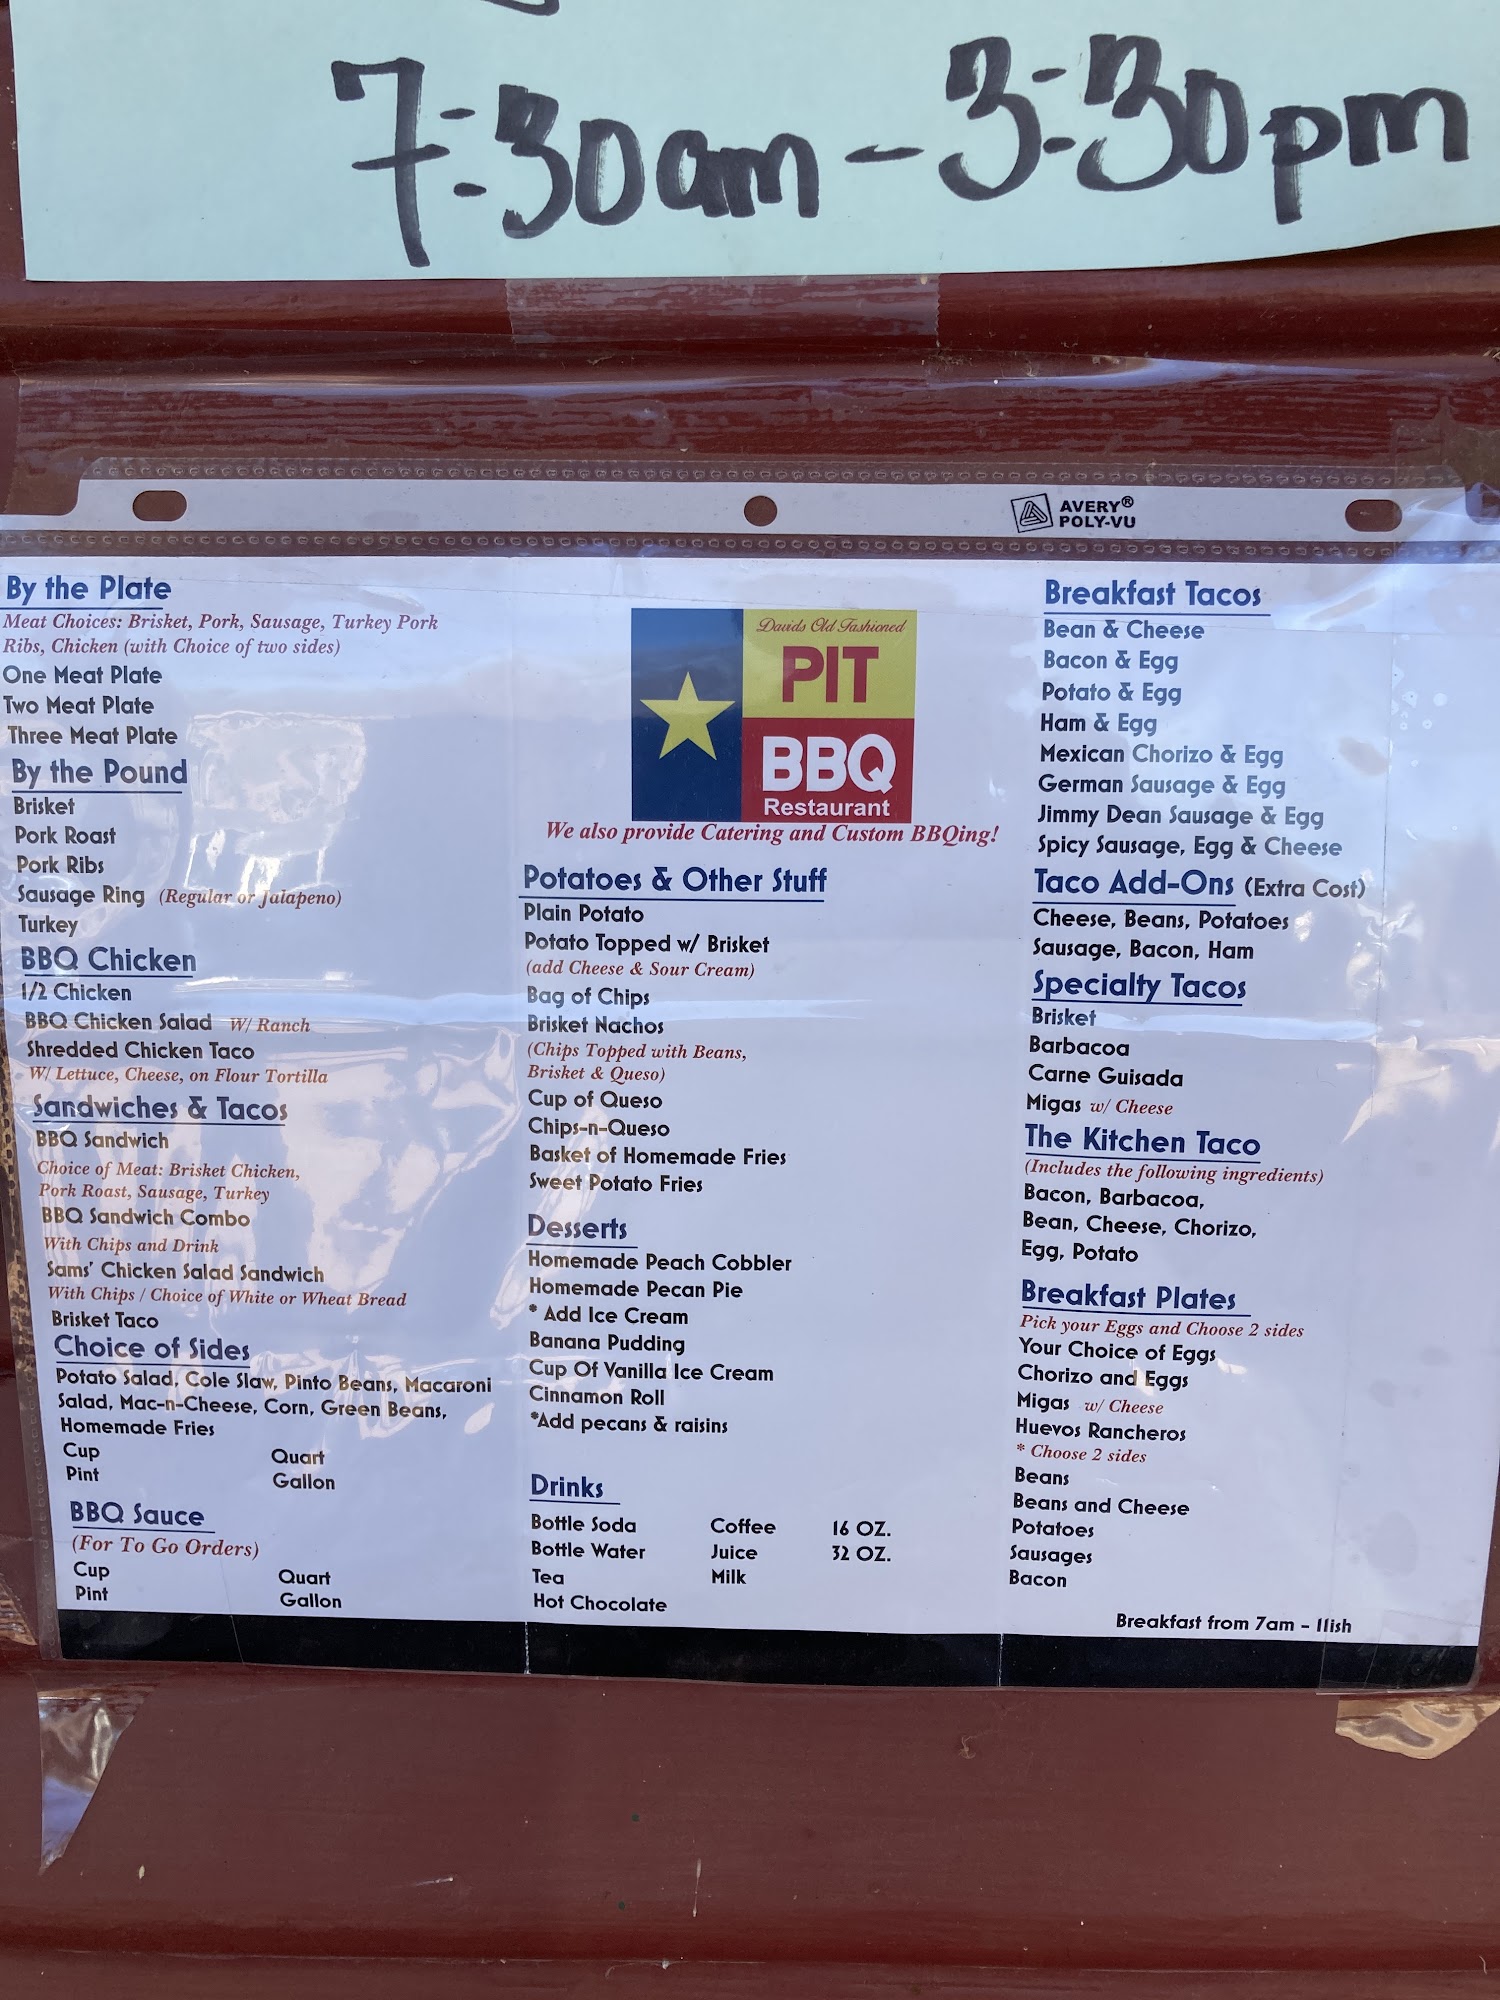 7:30am - 3:30pm
AVERY®
POLY-VU
By the Plate
Meat Choices: Brisket, Pork, Sausage, Turkey Pork
Ribs, Chicken (with Choice of two sides)
One Meat Plate
Two Meat Plate
Three Meat Plate
By the Pound
Brisket
Pork Roast
Pork Ribs
Sausage Ring (Regular or Jalapeno)
Turkey
BBQ Chicken
1/2 Chicken
BBQ Chicken Salad W/ Ranch
Shredded Chicken Taco
W/ Lettuce, Cheese, on Flour Tortilla
Sandwiches & Tacos
BBQ Sandwich
Choice of Meat: Brisket Chicken,
Pork Roast, Sausage, Turkey
BBQ Sandwich Combo
With Chips and Drink
Sams' Chicken Salad Sandwich
With Chips / Choice of White or Wheat Bread
Brisket Taco
Choice of Sides
Potato Salad, Cole Slaw, Pinto Beans, Macaroni
Salad, Mac-n-Cheese, Corn, Green Beans,
Homemade Fries
Cup Quart
Pint Gallon
BBQ Sauce
(For To Go Orders)
Cup Quart
Pint Gallon
Davids Old Fashioned
PIT
BBQ
Restaurant
We also provide Catering and Custom BBQing!
Potatoes & Other Stuff
Plain Potato
Potato Topped w/ Brisket
(add Cheese & Sour Cream)
Bag of Chips
Brisket Nachos
(Chips Topped with Beans,
Brisket & Queso)
Cup of Queso
Chips-n-Queso
Basket of Homemade Fries
Sweet Potato Fries
Desserts
Homemade Peach Cobbler
Homemade Pecan Pie
* Add Ice Cream
Banana Pudding
Cup Of Vanilla Ice Cream
Cinnamon Roll
*Add pecans & raisins
Drinks
Bottle Soda Coffee 16 OZ.
Bottle Water Juice 32 OZ.
Tea Milk
Hot Chocolate
Breakfast Tacos
Bean & Cheese
Bacon & Egg
Potato & Egg
Ham & Egg
Mexican Chorizo & Egg
German Sausage & Egg
Jimmy Dean Sausage & Egg
Spicy Sausage, Egg & Cheese
Taco Add-Ons (Extra Cost)
Cheese, Beans, Potatoes
Sausage, Bacon, Ham
Specialty Tacos
Brisket
Barbacoa
Carne Guisada
Migas w/ Cheese
The Kitchen Taco
(Includes the following ingredients)
Bacon, Barbacoa,
Bean, Cheese, Chorizo,
Egg, Potato
Breakfast Plates
Pick your Eggs and Choose 2 sides
Your Choice of Eggs
Chorizo and Eggs
Migas w/ Cheese
Huevos Rancheros
* Choose 2 sides
Beans
Beans and Cheese
Potatoes
Sausages
Bacon
Breakfast from 7am - 11ish